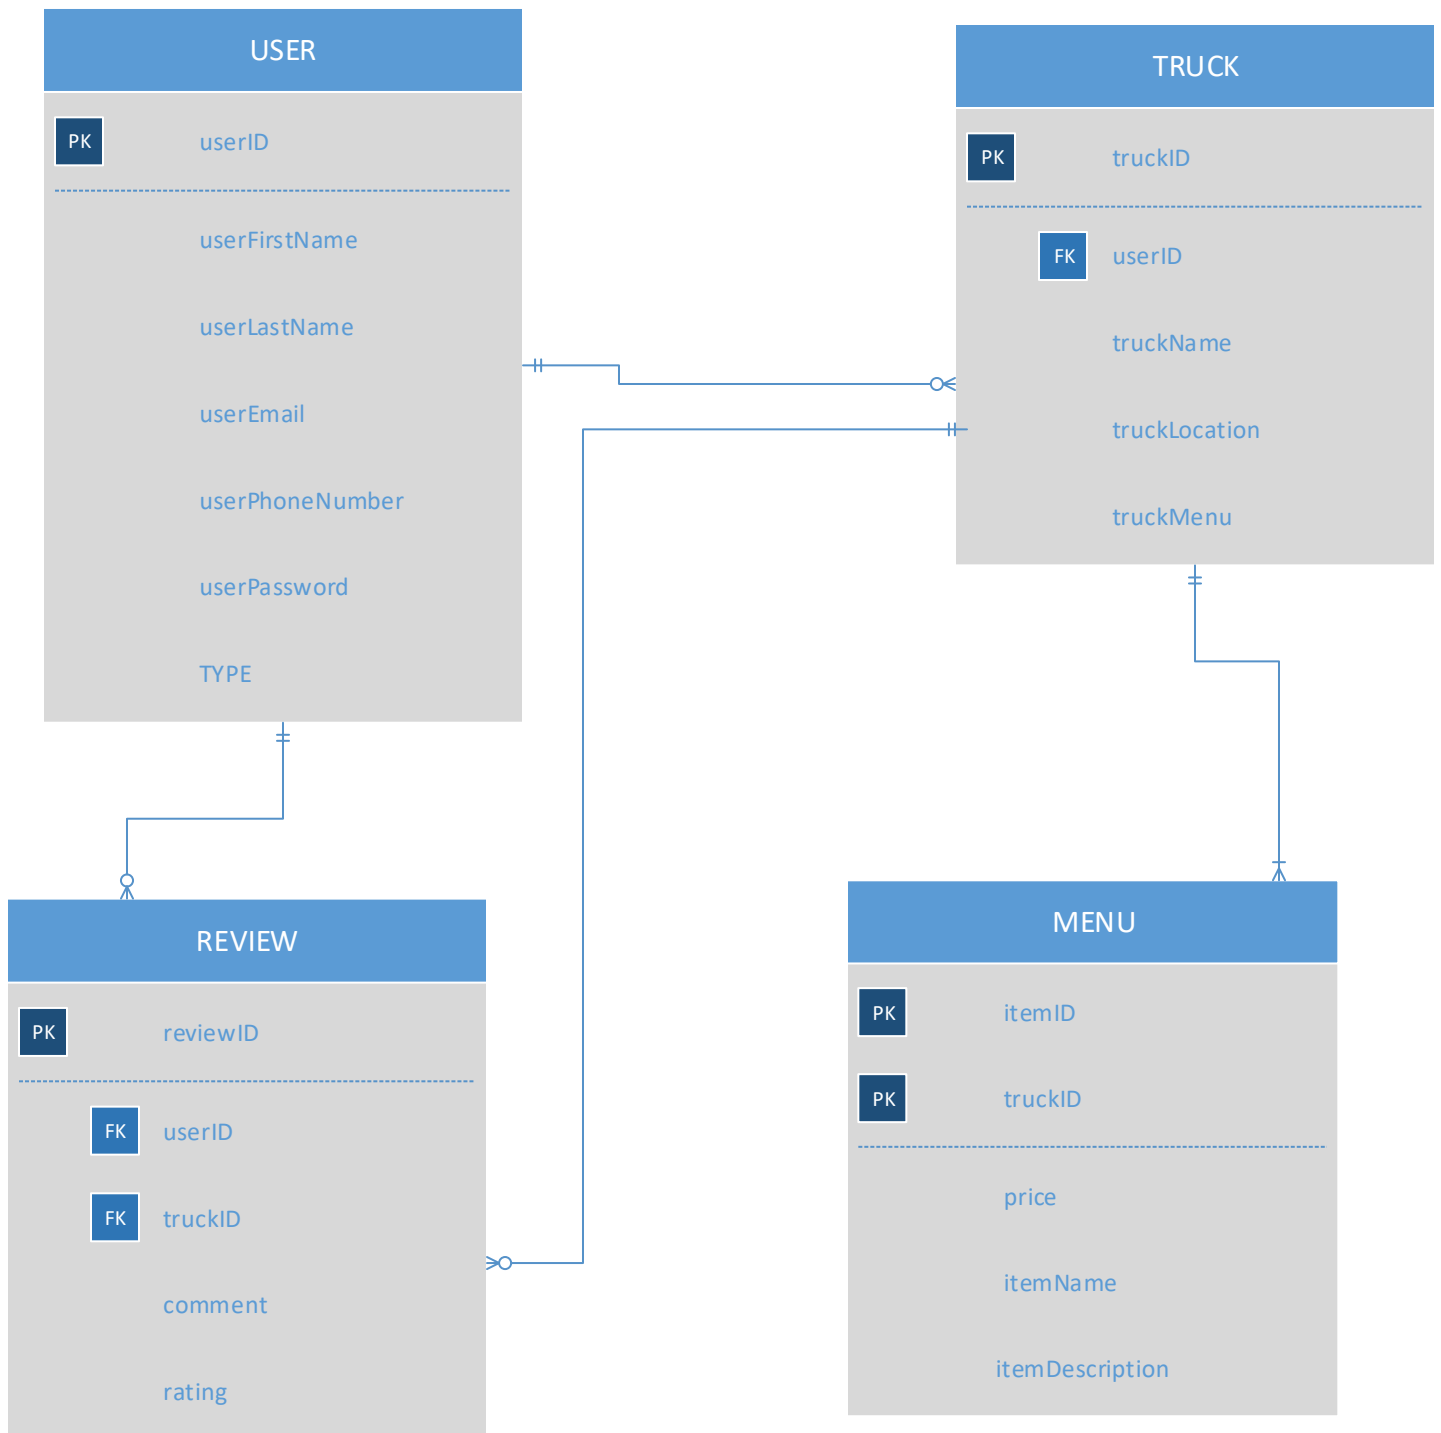 USER
PK userID
userFirstName
userLastName
userEmail
userPhoneNumber
userPassword
TYPE
TRUCK
PK truckID
FK userID
truckName
truckLocation
truckMenu
REVIEW
PK reviewID
FK userID
FK truckID
comment
rating
MENU
PK itemID
PK truckID
price
itemName
itemDescription